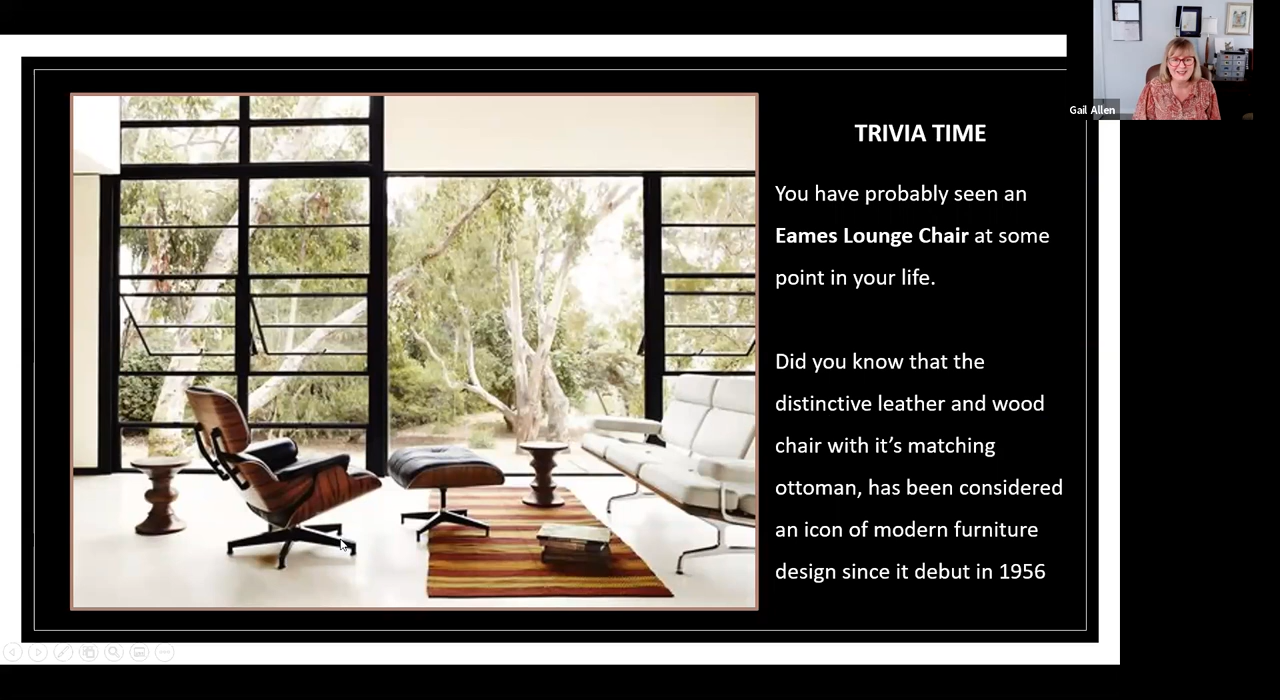 Gail Allen
TRIVIA TIME
You have probably seen an
Eames Lounge Chair at some
point in your life.
Did you know that the
distinctive leather and wood
chair with it’s matching
ottoman, has been considered
an icon of modern furniture
design since it debut in 1956